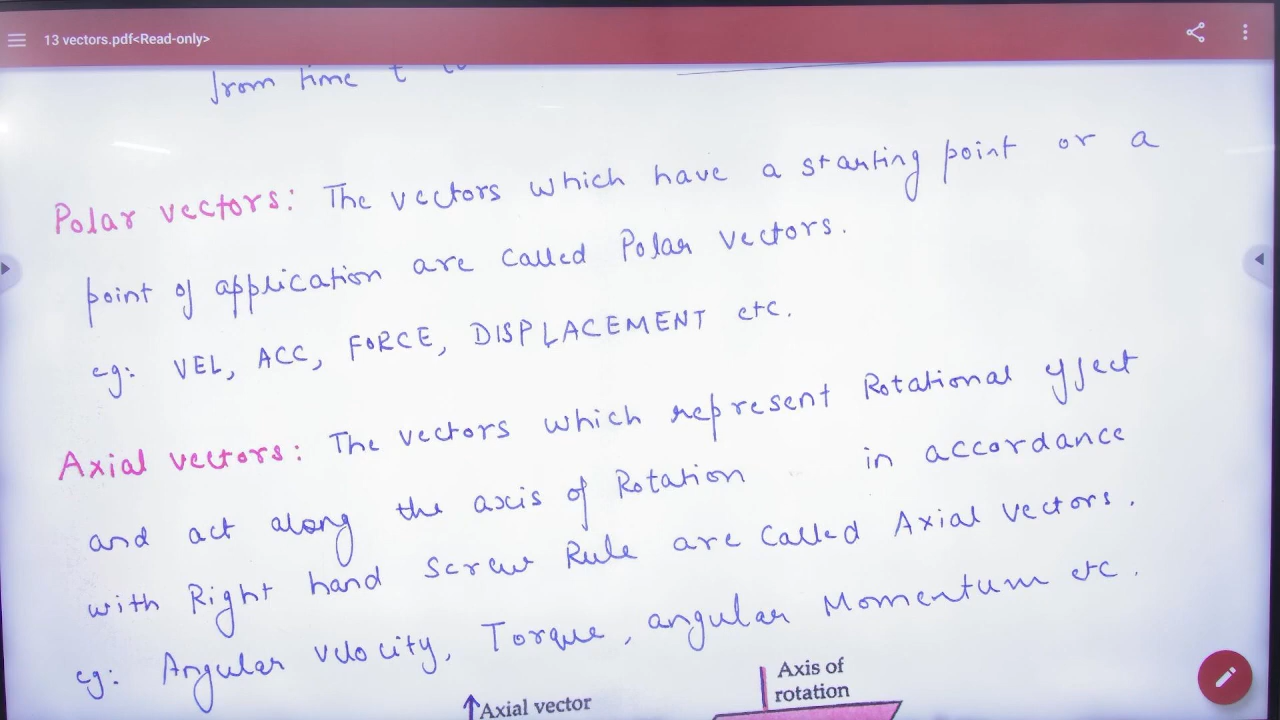 13 vectors.pdf<Read-only>
from time t to
Polar vectors: The vectors which have a starting point or a
point of application are called Polar vectors.
eg: VEL, ACC, FORCE, DISPLACEMENT etc.
Axial vectors: The vectors which represent Rotational effect
and act along the axis of Rotation in accordance
with Right hand Screw Rule are called Axial vectors.
eg: Angular velocity, Torque, angular Momentum etc.
Axis of
rotation
Axial vector